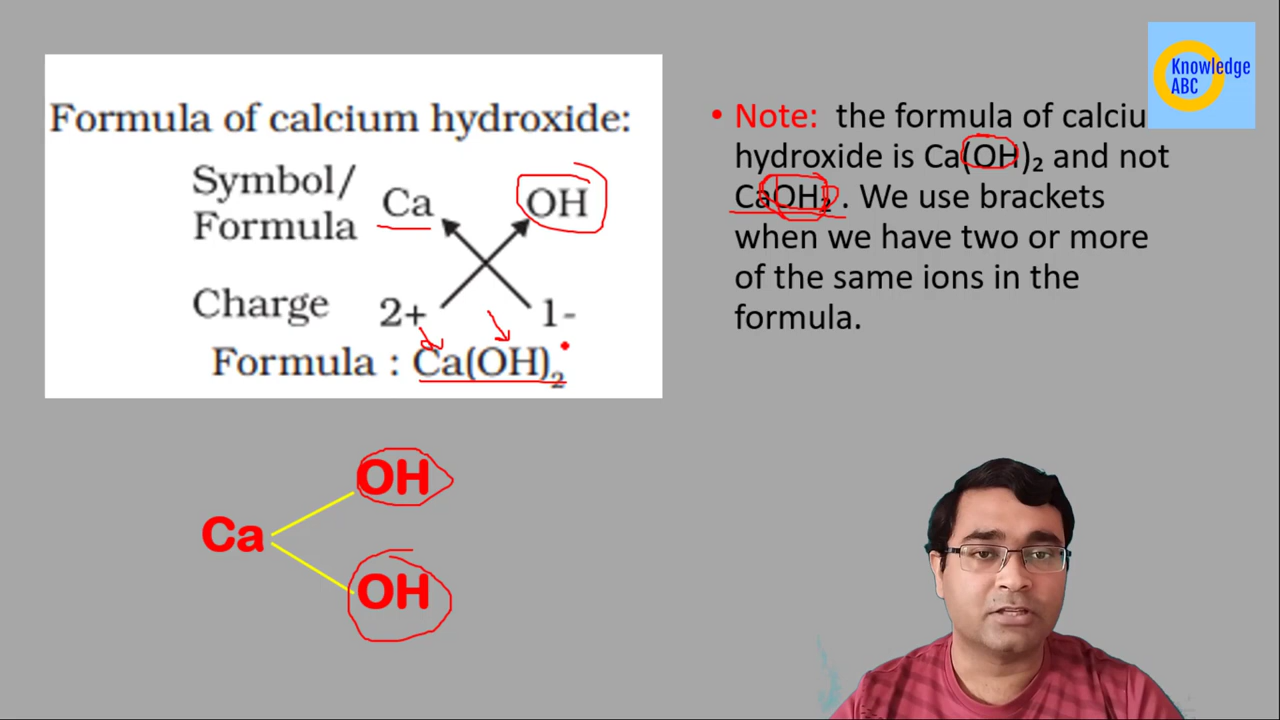 Formula of calcium hydroxide:
Symbol/
Formula
Ca OH
Charge 2+ 1-
Formula : Ca(OH)₂
Ca
OH
OH
• Note: the formula of calciu
hydroxide is Ca(OH)₂ and not
CaOH₂ . We use brackets
when we have two or more
of the same ions in the
formula.
Knowledge
ABC